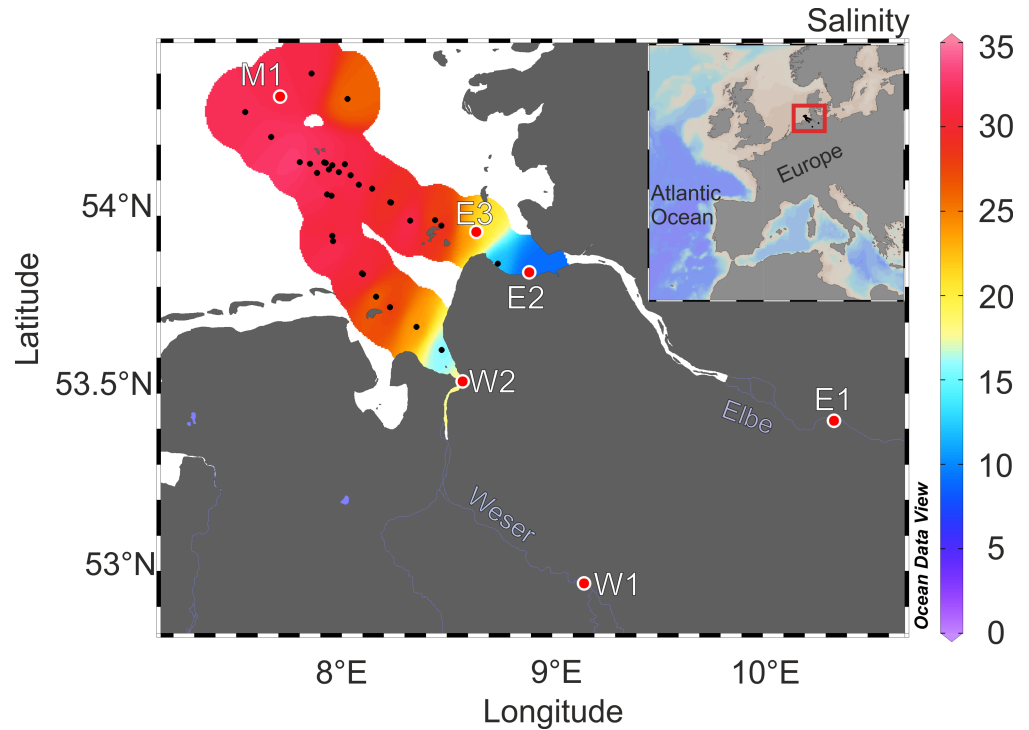 Salinity
35
M1
30
Europe
Atlantic
Ocean
54°N
E3
25
E2
20
Latitude
53.5°N
W2
15
E1
Elbe
10
Weser
53°N
W1
5
Ocean Data View
0
8°E
9°E
10°E
Longitude